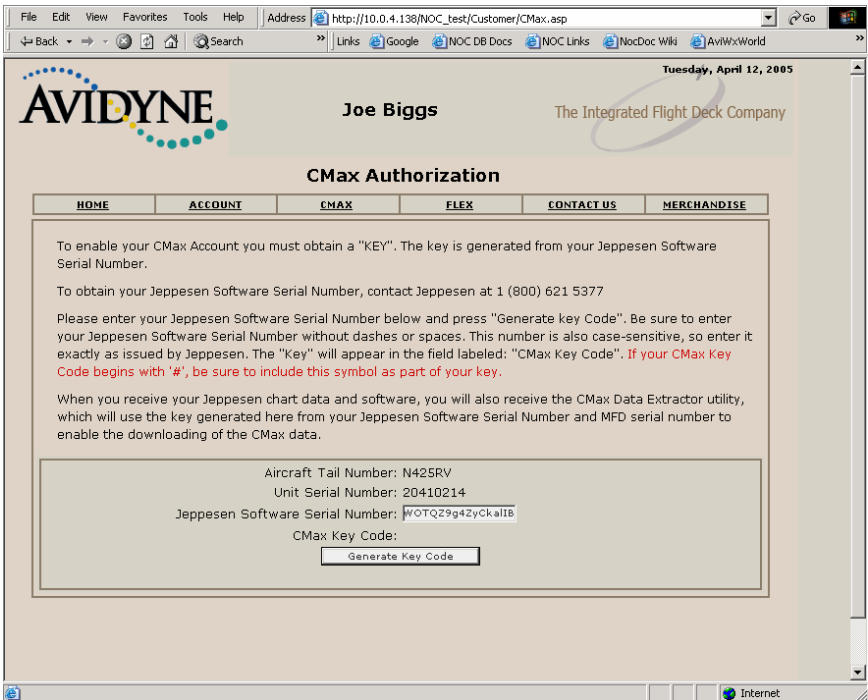 File Edit View Favorites Tools Help Address http://10.0.4.138/NOC_test/Customer/CMax.asp Go
Back Search » Links Google NOC DB Docs NOC Links NocDoc Wiki AviWxWorld »
Tuesday, April 12, 2005
AVIDYNE
Joe Biggs
The Integrated Flight Deck Company
CMax Authorization
HOME ACCOUNT CMAX FLEX CONTACT US MERCHANDISE
To enable your CMax Account you must obtain a "KEY". The key is generated from your Jeppesen Software
Serial Number.
To obtain your Jeppesen Software Serial Number, contact Jeppesen at 1 (800) 621 5377
Please enter your Jeppesen Software Serial Number below and press "Generate key Code". Be sure to enter
your Jeppesen Software Serial Number without dashes or spaces. This number is also case-sensitive, so enter it
exactly as issued by Jeppesen. The "Key" will appear in the field labeled: "CMax Key Code". If your CMax Key
Code begins with '#', be sure to include this symbol as part of your key.
When you receive your Jeppesen chart data and software, you will also receive the CMax Data Extractor utility,
which will use the key generated here from your Jeppesen Software Serial Number and MFD serial number to
enable the downloading of the CMax data.
Aircraft Tail Number: N425RV
Unit Serial Number: 20410214
Jeppesen Software Serial Number: WOTQZ9g4ZyCkalIB
CMax Key Code:
Generate Key Code
Internet